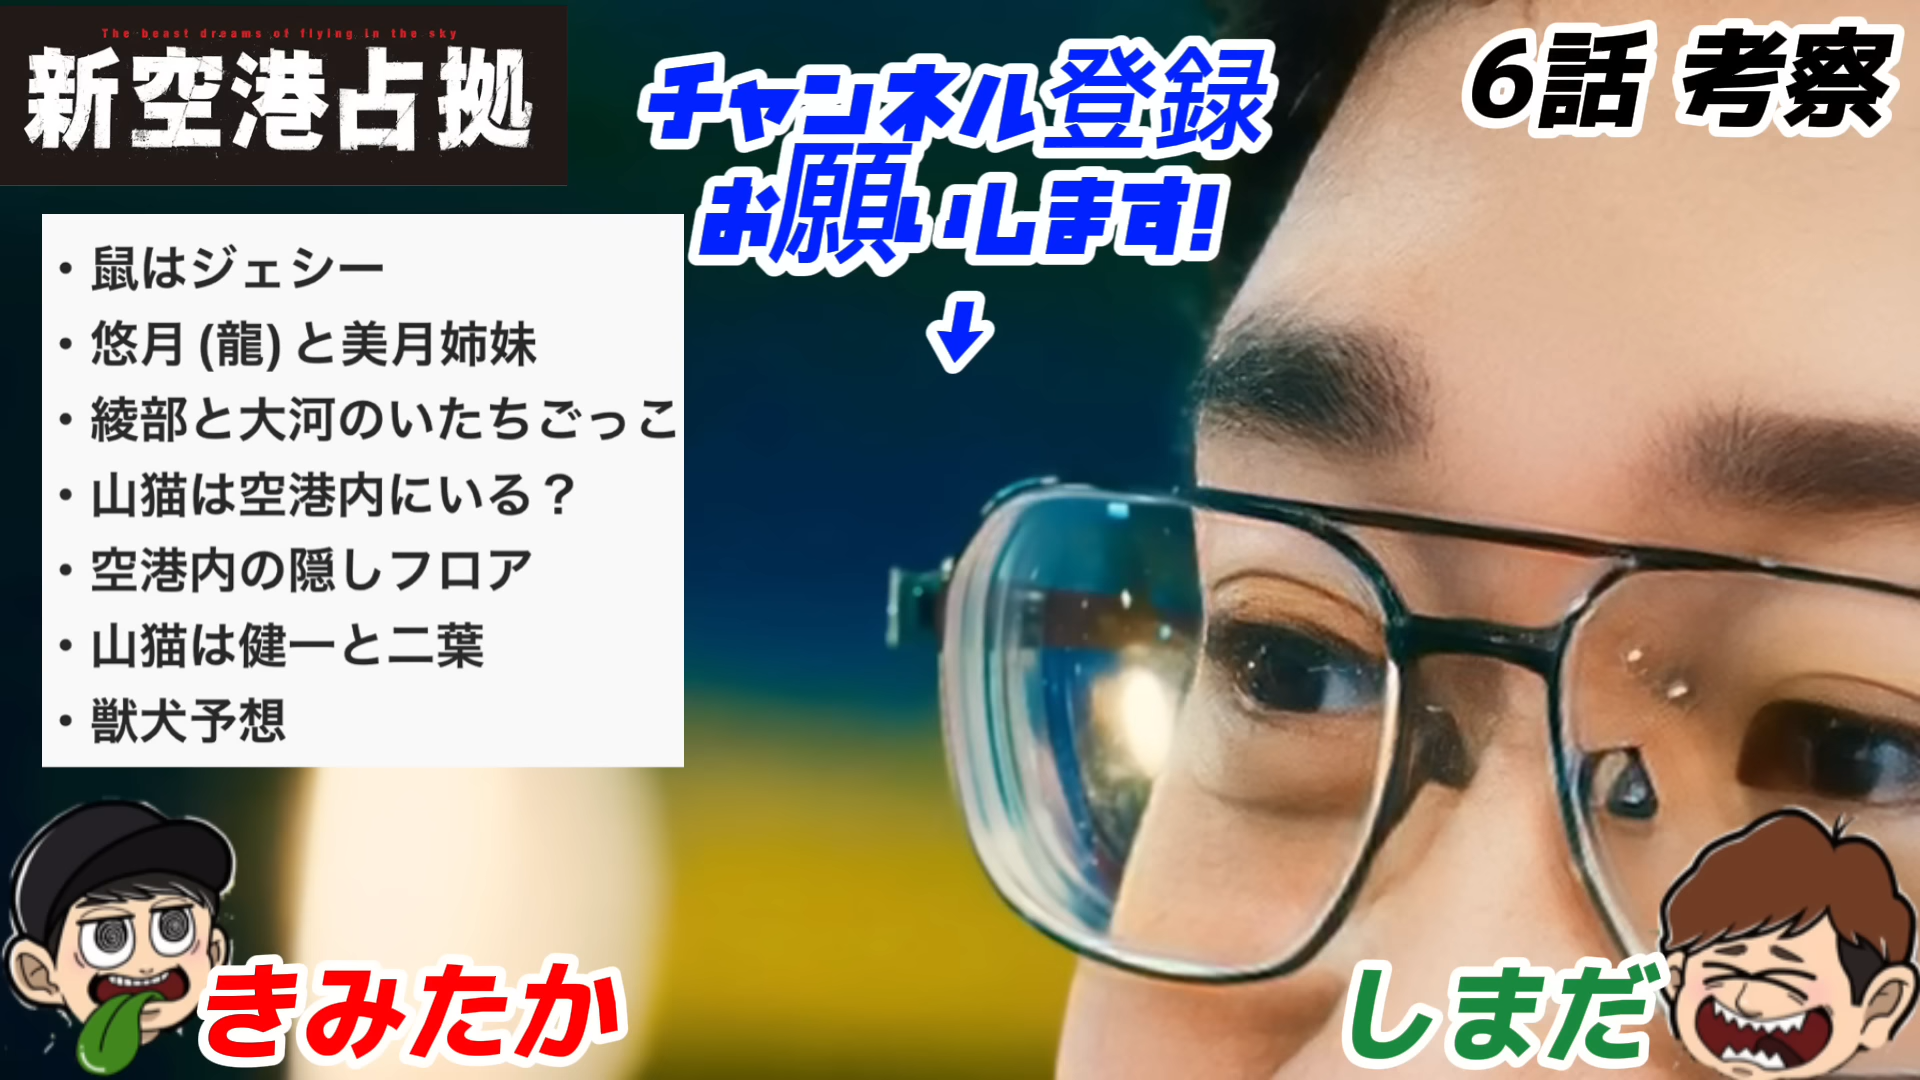 The beast dreams of flying in the sky
新空港占拠
チャンネル登録
お願いします!
↓
6話 考察
・鼠はジェシー
・悠月(龍)と美月姉妹
・綾部と大河のいたちごっこ
・山猫は空港内にいる？
・空港内の隠しフロア
・山猫は健一と二葉
・獣犬予想
きみたか
しまだ